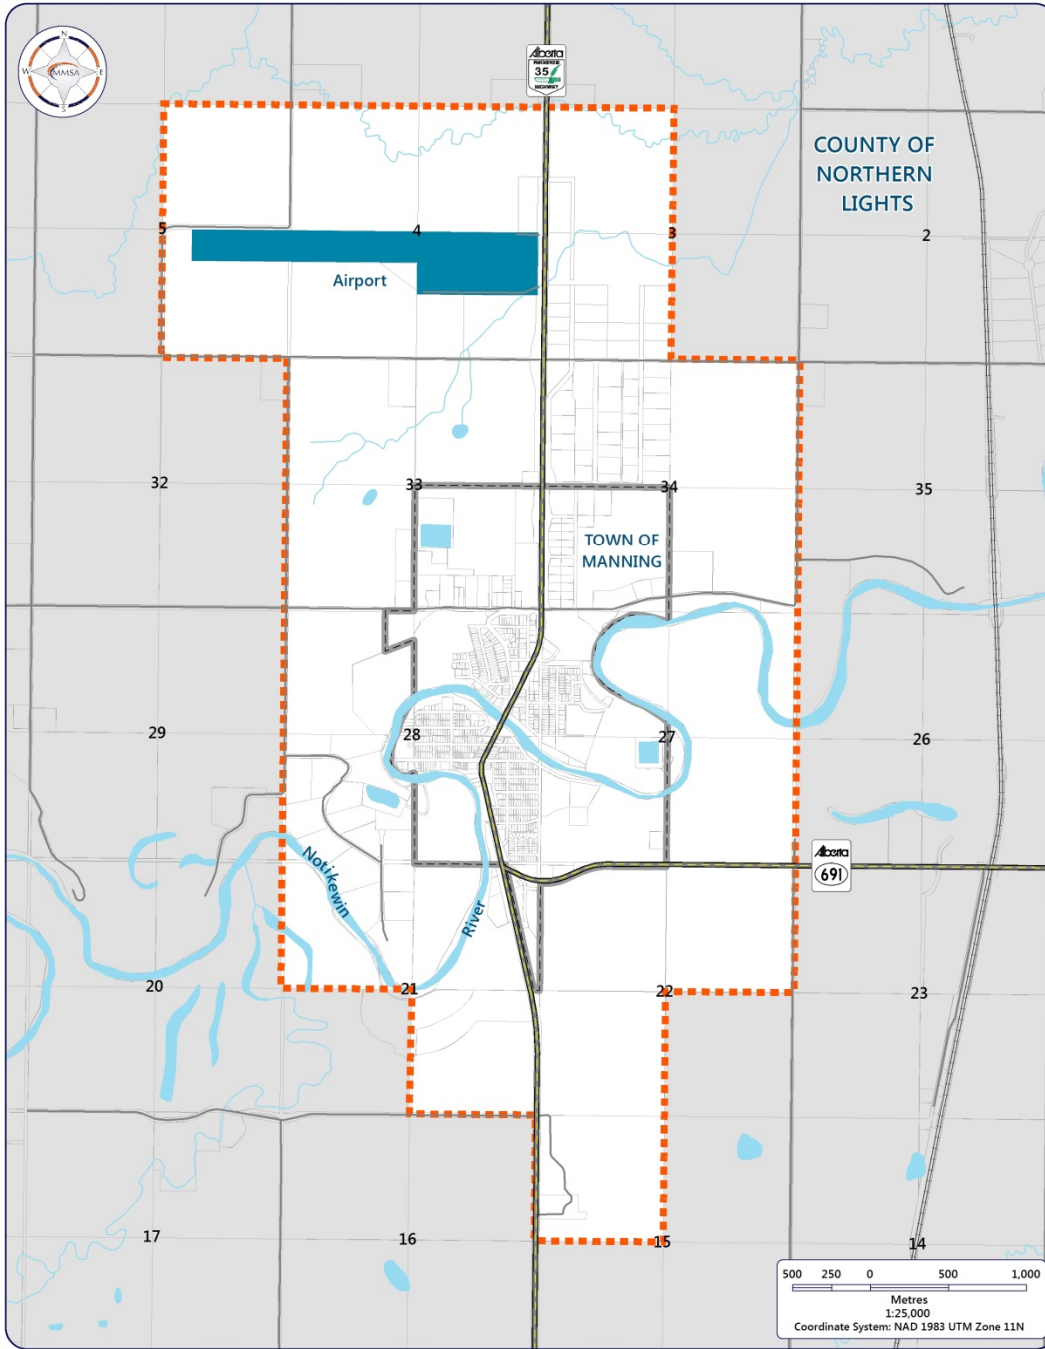 N
W
MMSA
E
S
Alberta
MACKENZIE
35
HIGHWAY
COUNTY OF
NORTHERN
LIGHTS
5
4
3
2
Airport
32
33
34
35
TOWN OF
MANNING
29
28
27
26
Notikewin
River
Alberta
691
20
21
22
23
17
16
15
14
500 250 0 500 1,000
Metres
1:25,000
Coordinate System: NAD 1983 UTM Zone 11N